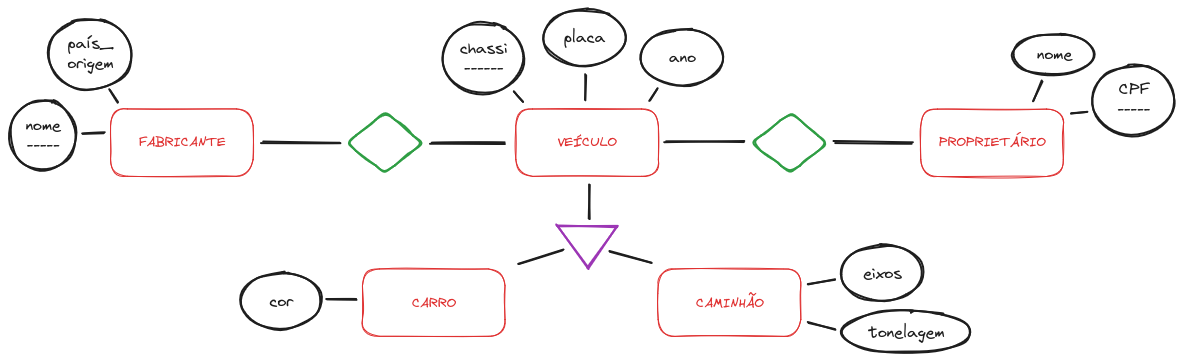 país_
origem
nome
-----
FABRICANTE
chassi
------
placa
ano
VEÍCULO
nome
CPF
-----
PROPRIETÁRIO
cor
CARRO
CAMINHÃO
eixos
tonelagem